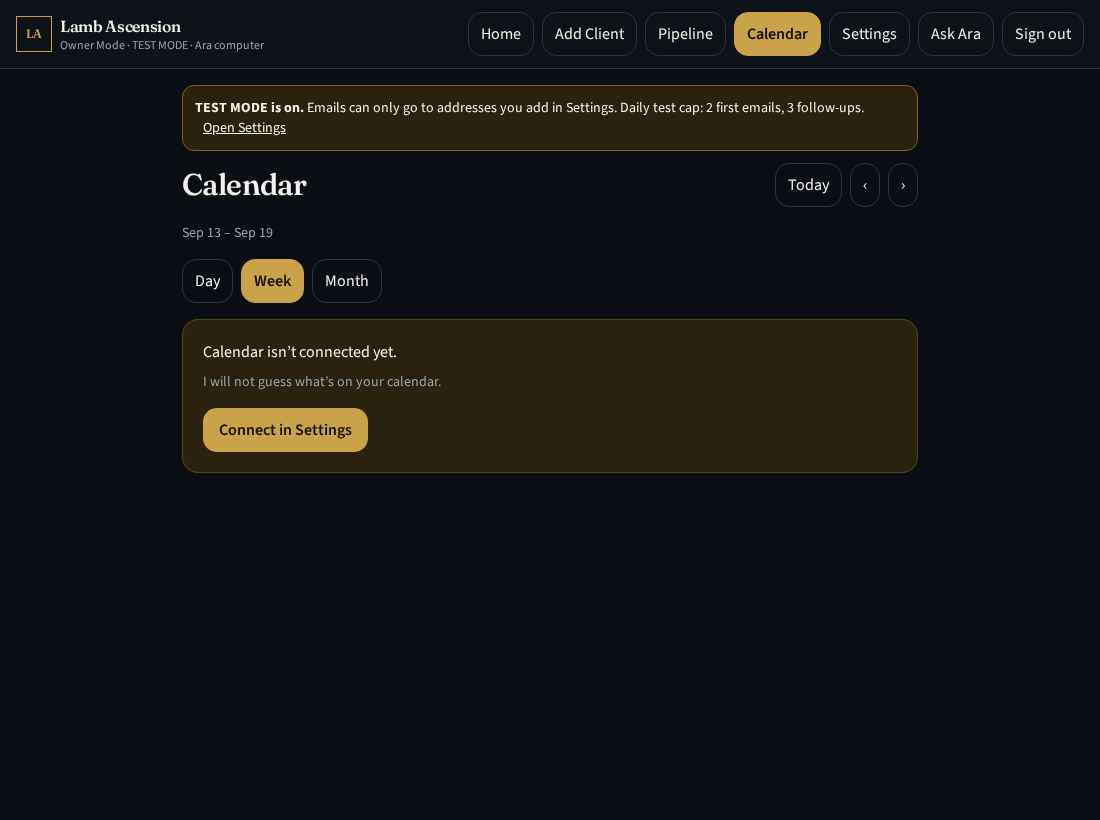 LA
Lamb Ascension
Owner Mode · TEST MODE · Ara computer
Home
Add Client
Pipeline
Calendar
Settings
Ask Ara
Sign out
TEST MODE is on. Emails can only go to addresses you add in Settings. Daily test cap: 2 first emails, 3 follow-ups.
Open Settings
Calendar
Today
‹
›
Sep 13 – Sep 19
Day
Week
Month
Calendar isn’t connected yet.
I will not guess what’s on your calendar.
Connect in Settings